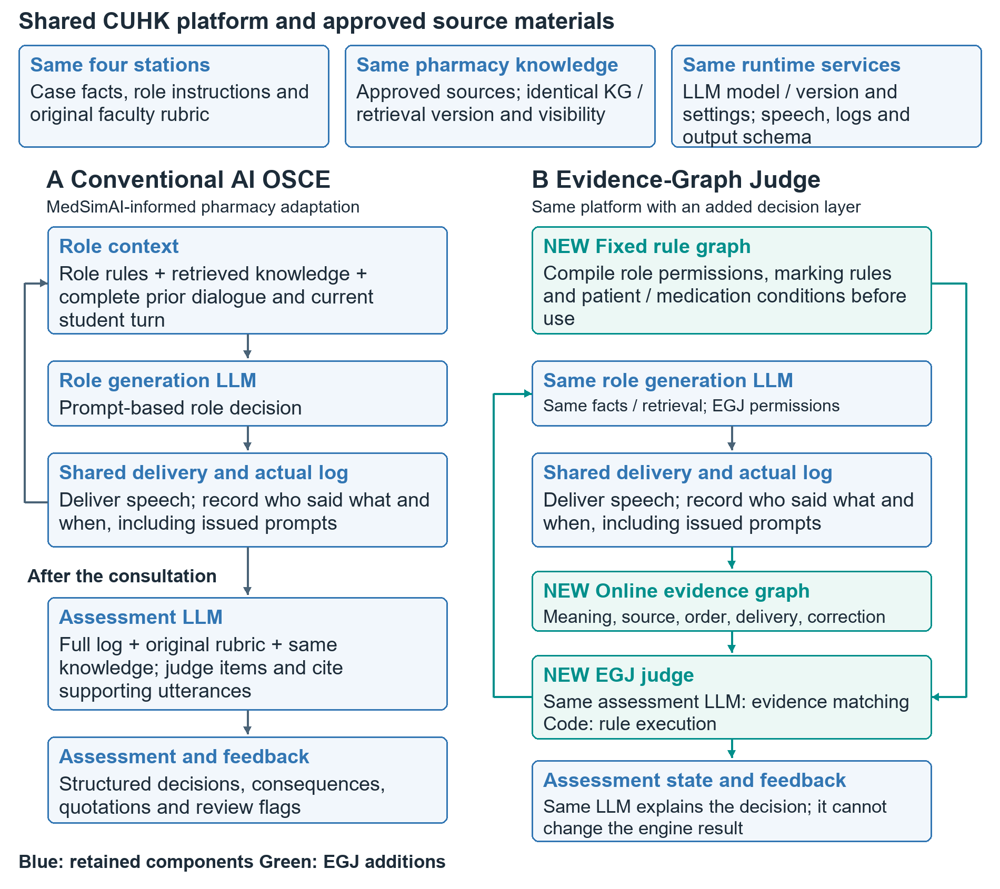 Shared CUHK platform and approved source materials
Same four stations
Case facts, role instructions and
original faculty rubric
Same pharmacy knowledge
Approved sources; identical KG /
retrieval version and visibility
Same runtime services
LLM model / version and
settings; speech, logs and
output schema
A Conventional AI OSCE
MedSimAI-informed pharmacy adaptation
Role context
Role rules + retrieved knowledge +
complete prior dialogue and current
student turn
Role generation LLM
Prompt-based role decision
Shared delivery and actual log
Deliver speech; record who said what and
when, including issued prompts
After the consultation
Assessment LLM
Full log + original rubric + same
knowledge; judge items and cite
supporting utterances
Assessment and feedback
Structured decisions, consequences,
quotations and review flags
B Evidence-Graph Judge
Same platform with an added decision layer
NEW Fixed rule graph
Compile role permissions, marking rules
and patient / medication conditions before
use
Same role generation LLM
Same facts / retrieval; EGJ permissions
Shared delivery and actual log
Deliver speech; record who said what and
when, including issued prompts
NEW Online evidence graph
Meaning, source, order, delivery, correction
NEW EGJ judge
Same assessment LLM: evidence matching
Code: rule execution
Assessment state and feedback
Same LLM explains the decision; it cannot
change the engine result
Blue: retained components Green: EGJ additions